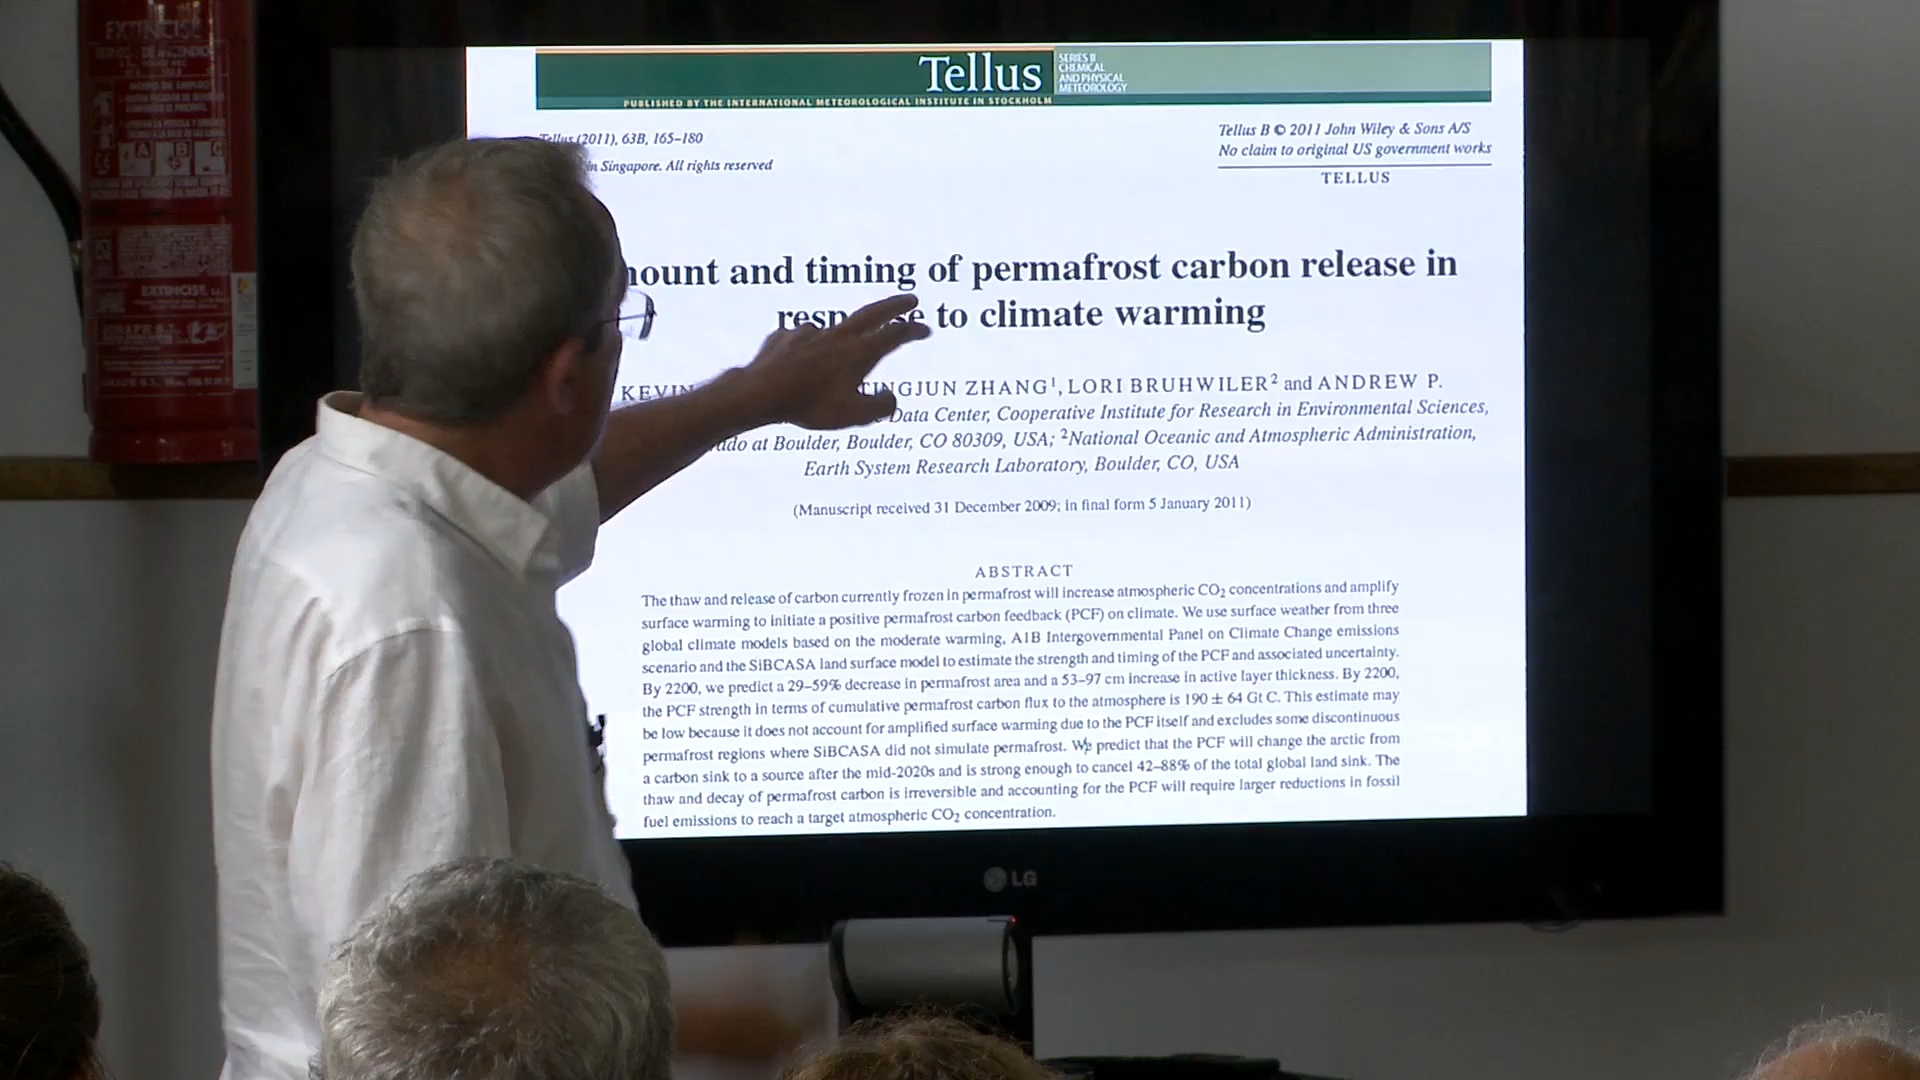 EXTINCISE
Tellus
SERIES B
CHEMICAL
AND PHYSICAL
METEOROLOGY
PUBLISHED BY THE INTERNATIONAL METEOROLOGICAL INSTITUTE IN STOCKHOLM
Tellus (2011), 63B, 165–180
in Singapore. All rights reserved
Tellus B © 2011 John Wiley & Sons A/S
No claim to original US government works
TELLUS
ount and timing of permafrost carbon release in
resp se to climate warming
KEVIN TINGJUN ZHANG¹, LORI BRUHWILER² and ANDREW P.
Data Center, Cooperative Institute for Research in Environmental Sciences,
ado at Boulder, Boulder, CO 80309, USA; ²National Oceanic and Atmospheric Administration,
Earth System Research Laboratory, Boulder, CO, USA
(Manuscript received 31 December 2009; in final form 5 January 2011)
ABSTRACT
The thaw and release of carbon currently frozen in permafrost will increase atmospheric CO₂ concentrations and amplify
surface warming to initiate a positive permafrost carbon feedback (PCF) on climate. We use surface weather from three
global climate models based on the moderate warming, A1B Intergovernmental Panel on Climate Change emissions
scenario and the SiBCASA land surface model to estimate the strength and timing of the PCF and associated uncertainty.
By 2200, we predict a 29–59% decrease in permafrost area and a 53–97 cm increase in active layer thickness. By 2200,
the PCF strength in terms of cumulative permafrost carbon flux to the atmosphere is 190 ± 64 Gt C. This estimate may
be low because it does not account for amplified surface warming due to the PCF itself and excludes some discontinuous
permafrost regions where SiBCASA did not simulate permafrost. We predict that the PCF will change the arctic from
a carbon sink to a source after the mid-2020s and is strong enough to cancel 42–88% of the total global land sink. The
thaw and decay of permafrost carbon is irreversible and accounting for the PCF will require larger reductions in fossil
fuel emissions to reach a target atmospheric CO₂ concentration.
LG
A B C
EXTINCISE, S.L.